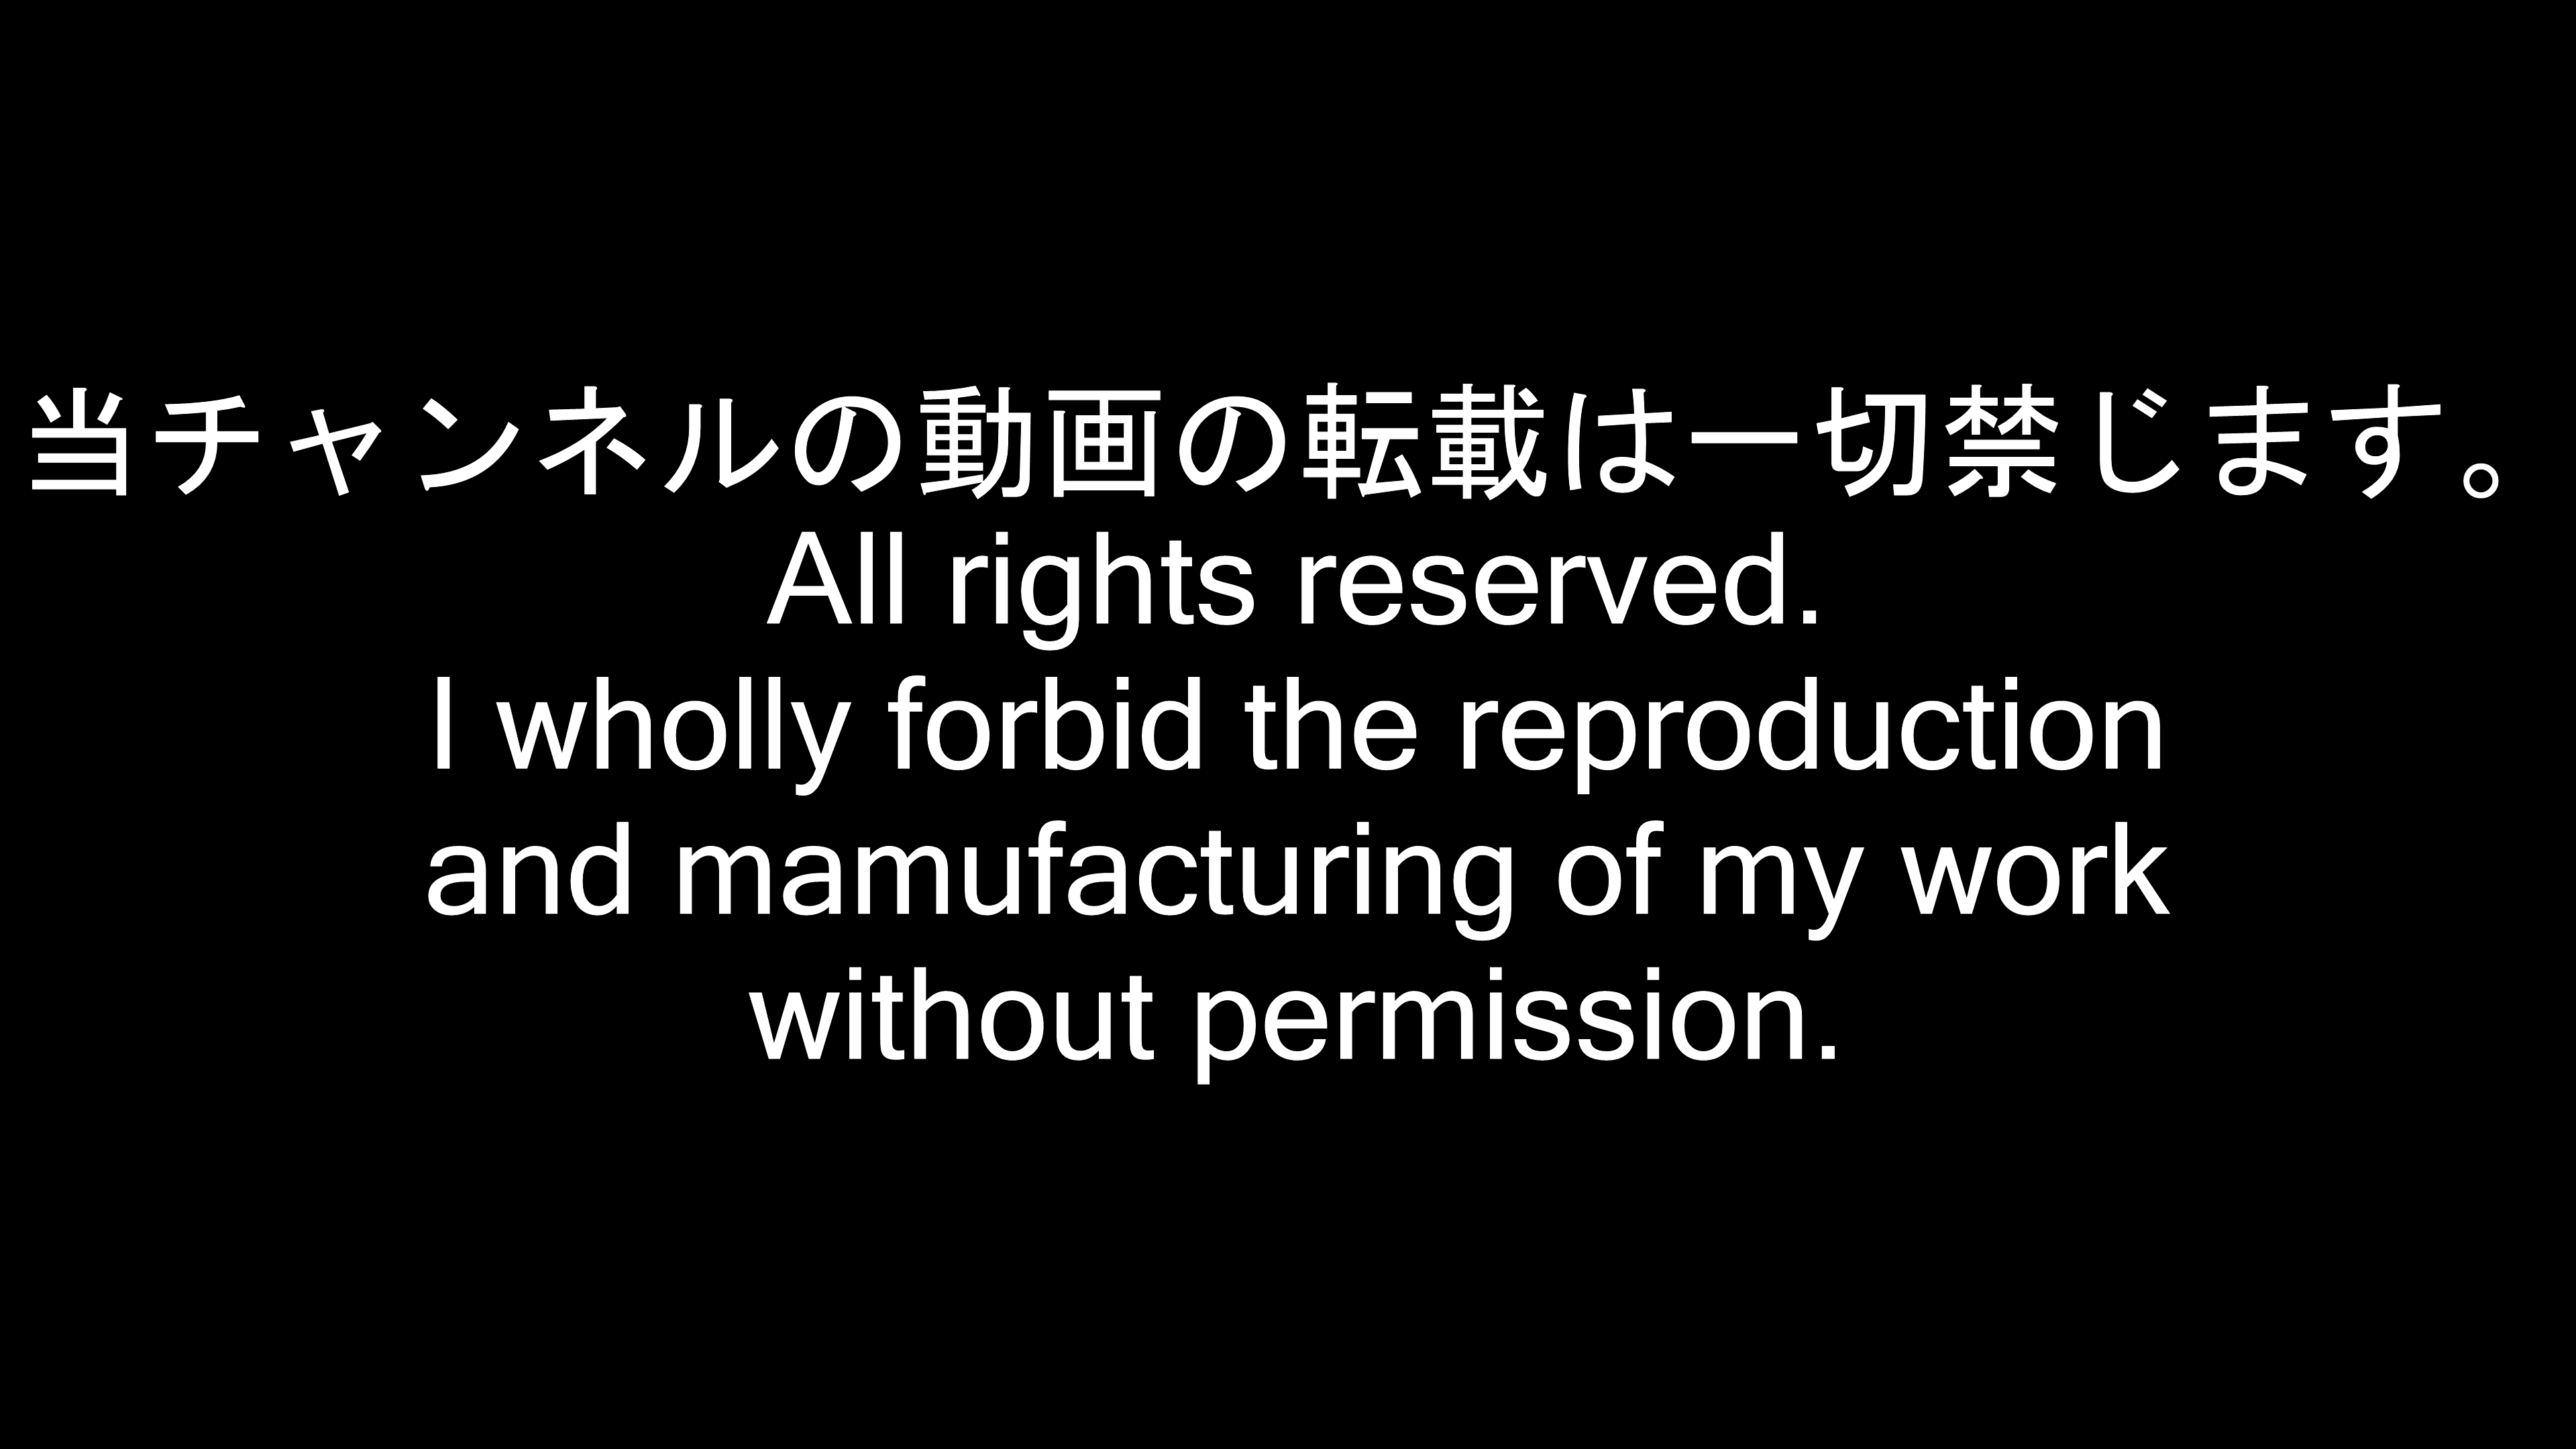 当チャンネルの動画の転載は一切禁じます。
All rights reserved.
I wholly forbid the reproduction
and mamufacturing of my work
without permission.